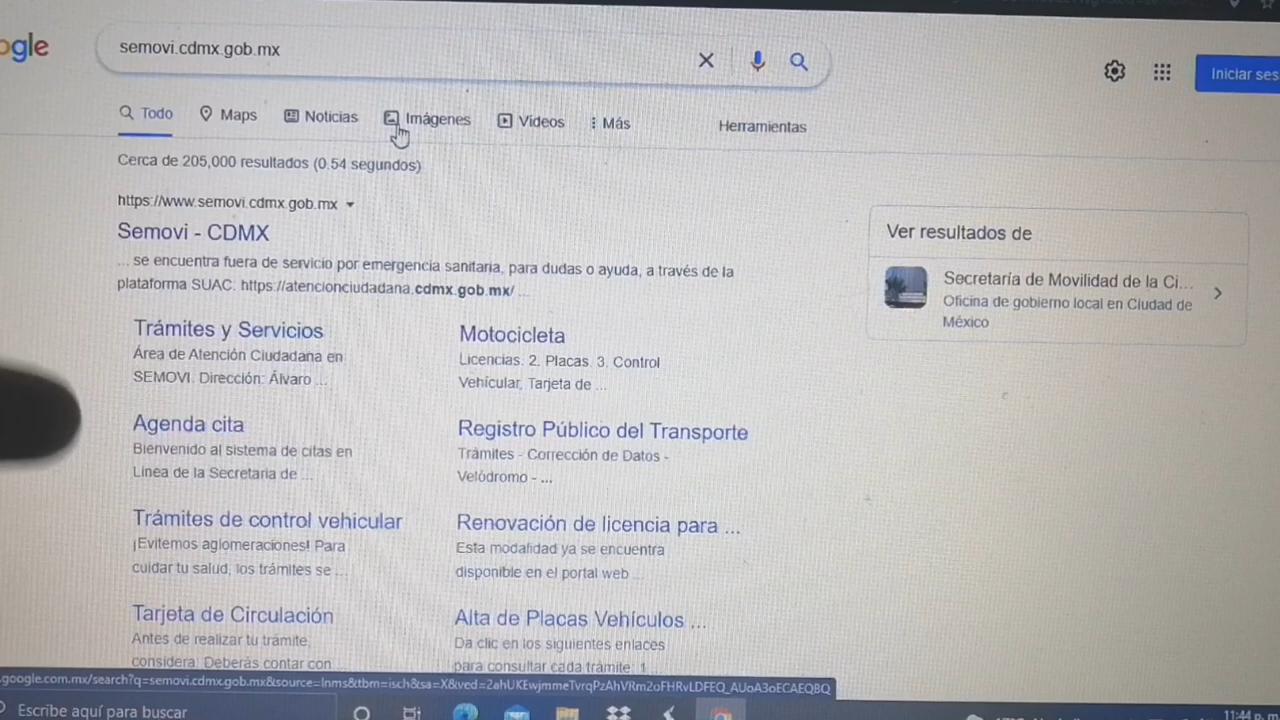 ogle
semovi.cdmx.gob.mx
Iniciar ses
Todo
Maps
Noticias
Imágenes
Videos
Más
Herramientas
Cerca de 205,000 resultados (0.54 segundos)
https://www.semovi.cdmx.gob.mx
Semovi - CDMX
... se encuentra fuera de servicio por emergencia sanitaria, para dudas o ayuda, a través de la
plataforma SUAC. https://atencionciudadana.cdmx.gob.mx/ ...
Ver resultados de
Secretaría de Movilidad de la Ci...
Oficina de gobierno local en Ciudad de
México
Trámites y Servicios
Área de Atención Ciudadana en
SEMOVI. Dirección: Álvaro ...
Motocicleta
Licencias. 2. Placas. 3. Control
Vehícular, Tarjeta de ...
Agenda cita
Bienvenido al sistema de citas en
Línea de la Secretaria de ...
Registro Público del Transporte
Trámites - Corrección de Datos -
Velódromo - ...
Trámites de control vehicular
¡Evitemos aglomeraciones! Para
cuidar tu salud, los trámites se ...
Renovación de licencia para ...
Esta modalidad ya se encuentra
disponible en el portal web ...
Tarjeta de Circulación
Antes de realizar tu trámite,
considera: Deberás contar con ...
Alta de Placas Vehículos ...
Da clic en los siguientes enlaces
para consultar cada trámite: 1
.google.com.mx/search?q=semovi.cdmx.gob.mx&source=lnms&tbm=isch&sa=X&ved=2ahUKEwjmmeTvrqPzAhVRm2oFHRvLDFEQ_AUoA3oECAEQBQ
Escribe aquí para buscar
11:44 p. m.